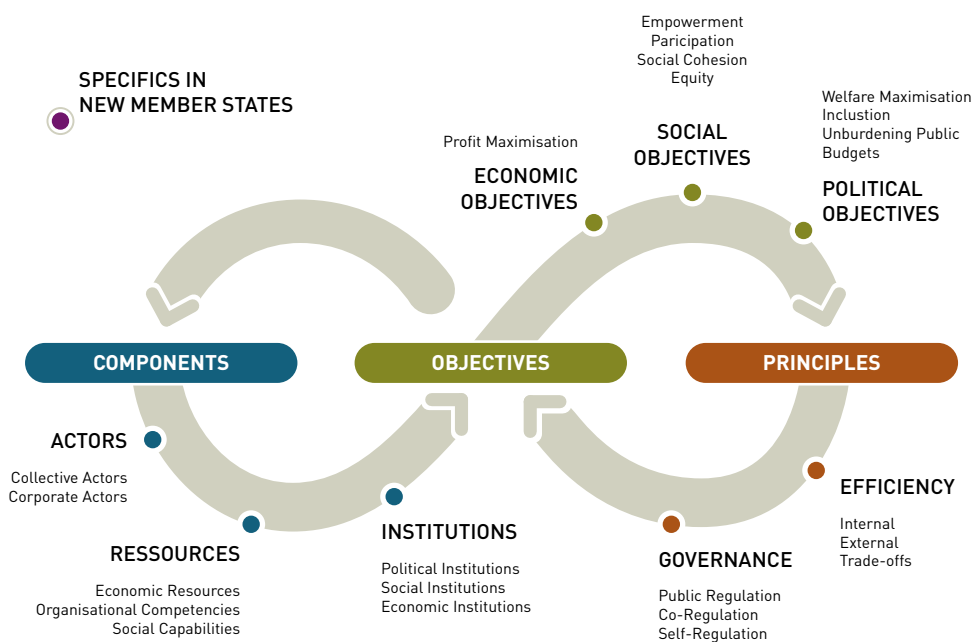 SPECIFICS IN
NEW MEMBER STATES
Empowerment
Paricipation
Social Cohesion
Equity
SOCIAL
OBJECTIVES
Profit Maximisation
ECONOMIC
OBJECTIVES
Welfare Maximisation
Inclustion
Unburdening Public
Budgets
POLITICAL
OBJECTIVES
COMPONENTS
OBJECTIVES
PRINCIPLES
ACTORS
Collective Actors
Corporate Actors
RESSOURCES
Economic Resources
Organisational Competencies
Social Capabilities
INSTITUTIONS
Political Institutions
Social Institutions
Economic Institutions
GOVERNANCE
Public Regulation
Co-Regulation
Self-Regulation
EFFICIENCY
Internal
External
Trade-offs